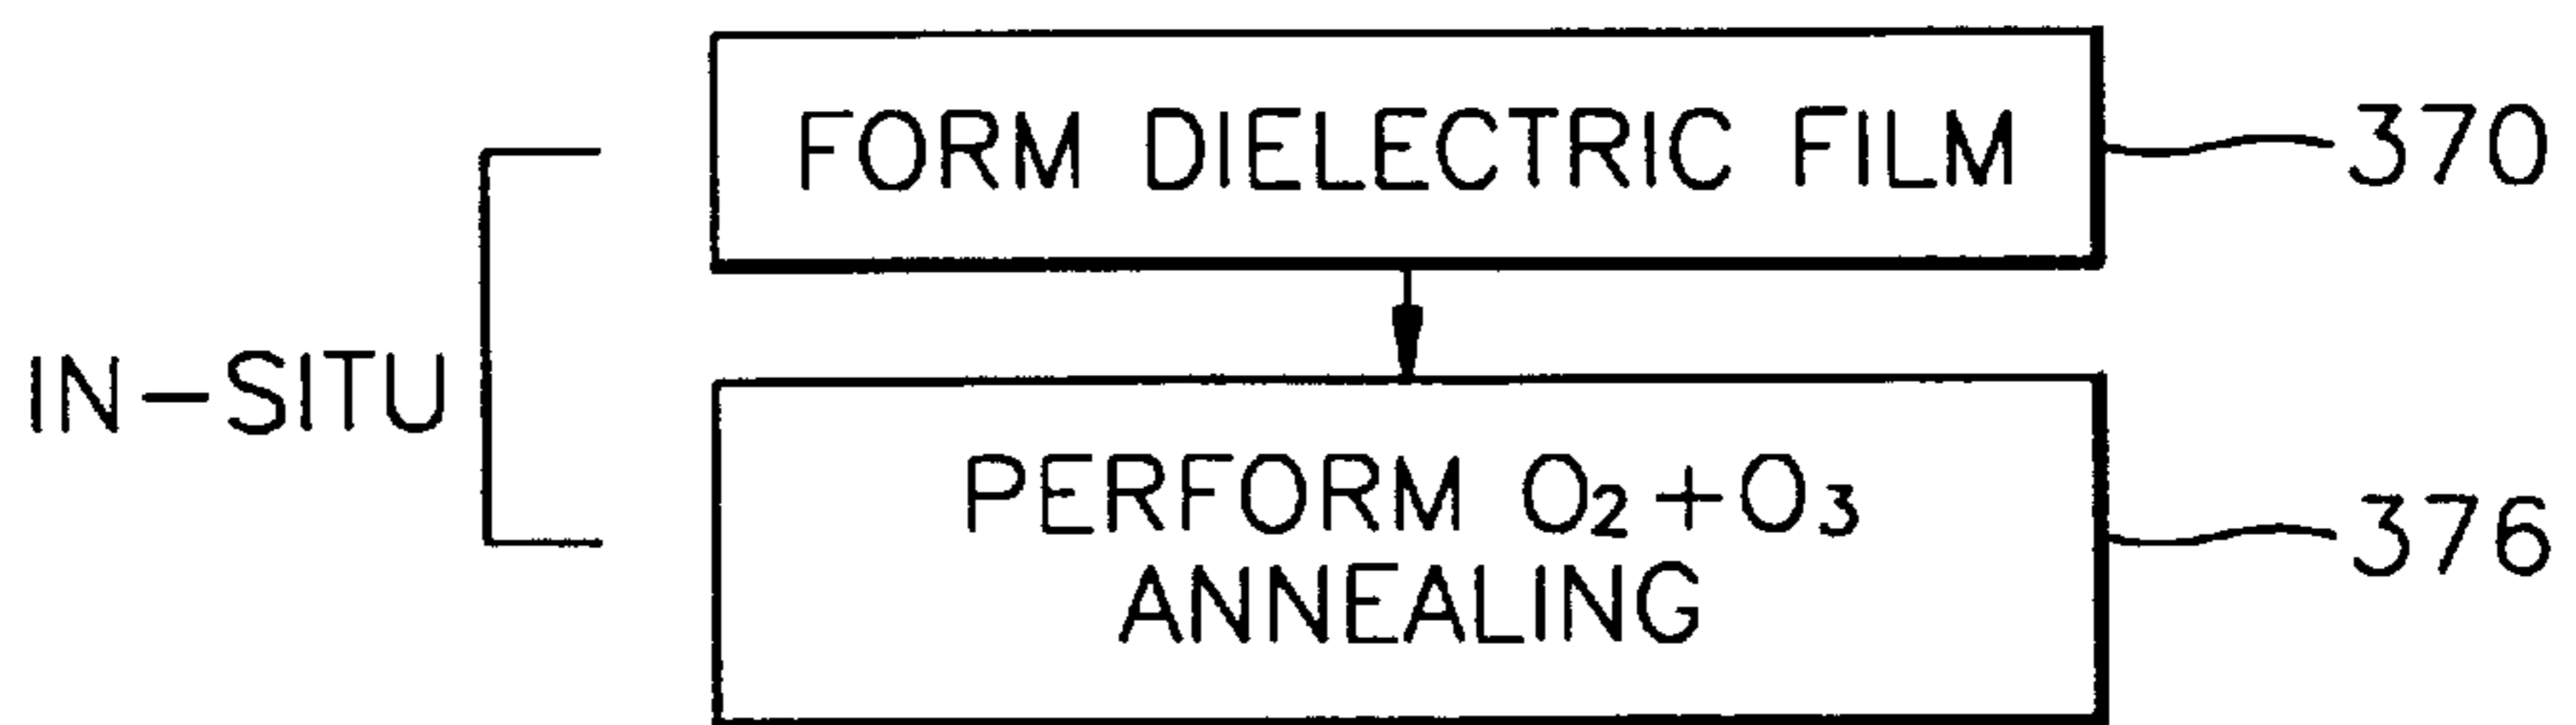 FORM DIELECTRIC FILM
370
IN-SITU
PERFORM O₂+O₃
ANNEALING
376